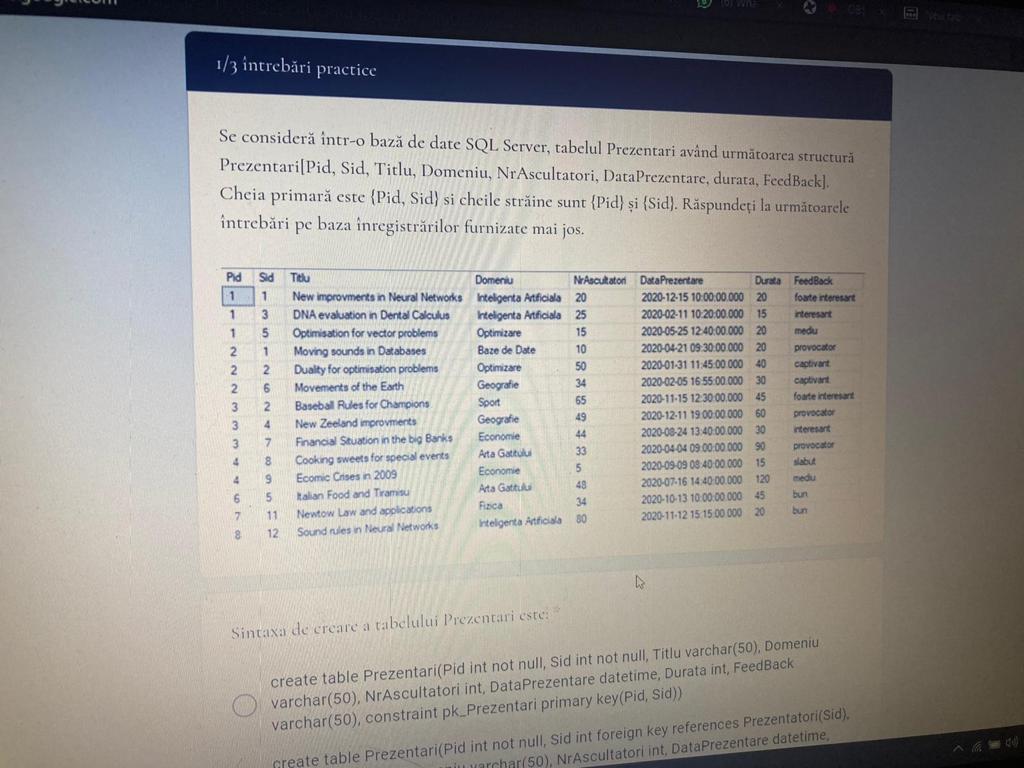 1/3 întrebări practice
Se consideră într-o bază de date SQL Server, tabelul Prezentari având următoarea structură
Prezentari[Pid, Sid, Titlu, Domeniu, NrAscultatori, DataPrezentare, durata, FeedBack].
Cheia primară este {Pid, Sid} si cheile străine sunt {Pid} și {Sid}. Răspundeți la următoarele
întrebări pe baza înregistrărilor furnizate mai jos.
Pid Sid Titlu Domeniu NrAscultatori DataPrezentare Durata FeedBack
1 1 New improvments in Neural Networks Inteligenta Artificiala 20 2020-12-15 10:00:00.000 20 foarte interesant
1 3 DNA evaluation in Dental Calculus Inteligenta Artificiala 25 2020-02-11 10:20:00.000 15 interesant
1 5 Optimisation for vector problems Optimizare 15 2020-05-25 12:40:00.000 20 mediu
2 1 Moving sounds in Databases Baze de Date 10 2020-04-21 09:30:00.000 20 provocator
2 2 Duality for optimisation problems Optimizare 50 2020-01-31 11:45:00.000 40 captivant
2 6 Movements of the Earth Geografie 34 2020-02-05 16:55:00.000 30 captivant
3 2 Baseball Rules for Champions Sport 65 2020-11-15 12:30:00.000 45 foarte interesant
3 4 New Zeeland improvments Geografie 49 2020-12-11 19:00:00.000 60 provocator
3 7 Financial Situation in the big Banks Economie 44 2020-08-24 13:40:00.000 30 interesant
4 8 Cooking sweets for special events Arta Gatitului 33 2020-04-04 09:00:00.000 90 provocator
4 9 Ecomic Crises in 2009 Economie 5 2020-09-09 08:40:00.000 15 slabut
6 5 Italian Food and Tiramisu Arta Gatitului 48 2020-07-16 14:40:00.000 120 mediu
7 11 Newtow Law and applications Fizica 34 2020-10-13 10:00:00.000 45 bun
8 12 Sound rules in Neural Networks Inteligenta Artificiala 80 2020-11-12 15:15:00.000 20 bun
Sintaxa de creare a tabelului Prezentari este: *
create table Prezentari(Pid int not null, Sid int not null, Titlu varchar(50), Domeniu
varchar(50), NrAscultatori int, DataPrezentare datetime, Durata int, FeedBack
varchar(50), constraint pk_Prezentari primary key(Pid, Sid))
create table Prezentari(Pid int not null, Sid int foreign key references Prezentatori(Sid),
varchar(50), NrAscultatori int, DataPrezentare datetime,